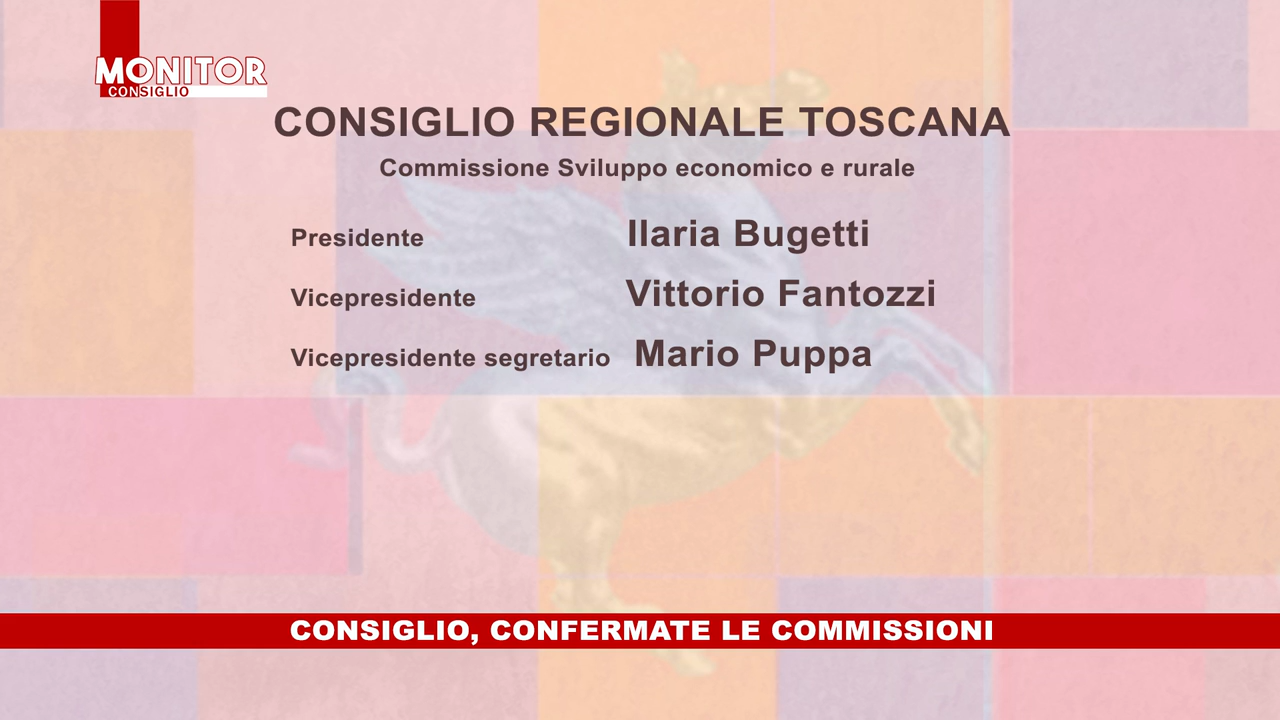 MONITOR
CONSIGLIO
CONSIGLIO REGIONALE TOSCANA
Commissione Sviluppo economico e rurale
Presidente Ilaria Bugetti
Vicepresidente Vittorio Fantozzi
Vicepresidente segretario Mario Puppa
CONSIGLIO, CONFERMATE LE COMMISSIONI